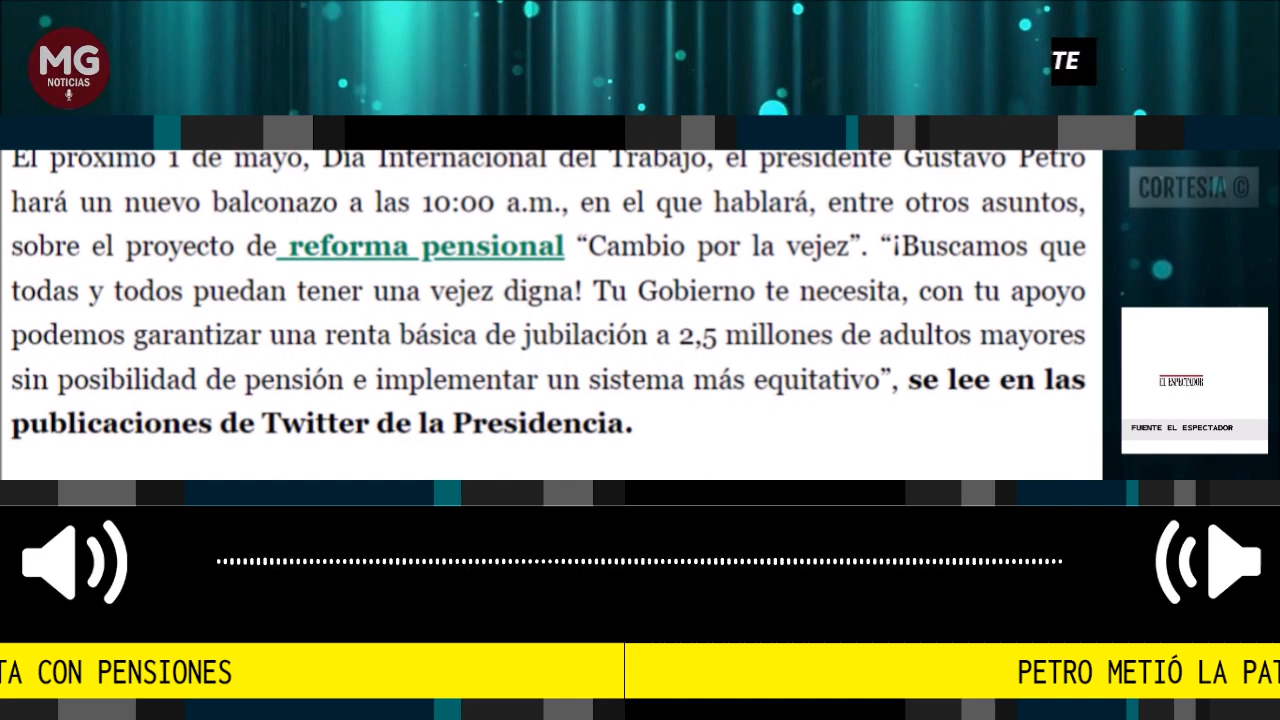 MG
NOTICIAS
TE
El próximo 1 de mayo, Día Internacional del Trabajo, el presidente Gustavo Petro
hará un nuevo balconazo a las 10:00 a.m., en el que hablará, entre otros asuntos,
sobre el proyecto de reforma pensional “Cambio por la vejez”. “¡Buscamos que
todas y todos puedan tener una vejez digna! Tu Gobierno te necesita, con tu apoyo
podemos garantizar una renta básica de jubilación a 2,5 millones de adultos mayores
sin posibilidad de pensión e implementar un sistema más equitativo”, se lee en las
publicaciones de Twitter de la Presidencia.
CORTESIA ©
EL ESPECTADOR
FUENTE EL ESPECTADOR
TA CON PENSIONES
PETRO METIÓ LA PAT